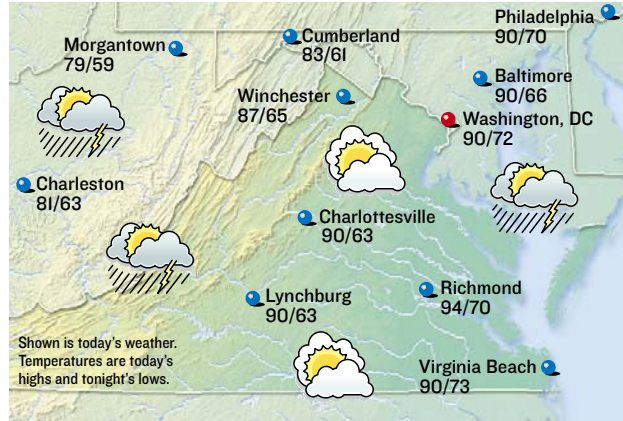 Philadelphia
90/70
Cumberland
83/61
Morgantown
79/59
Baltimore
90/66
Winchester
87/65
Washington, DC
90/72
Charleston
81/63
Charlottesville
90/63
Richmond
94/70
Lynchburg
90/63
Shown is today's weather.
Temperatures are today's
highs and tonight's lows.
Virginia Beach
90/73